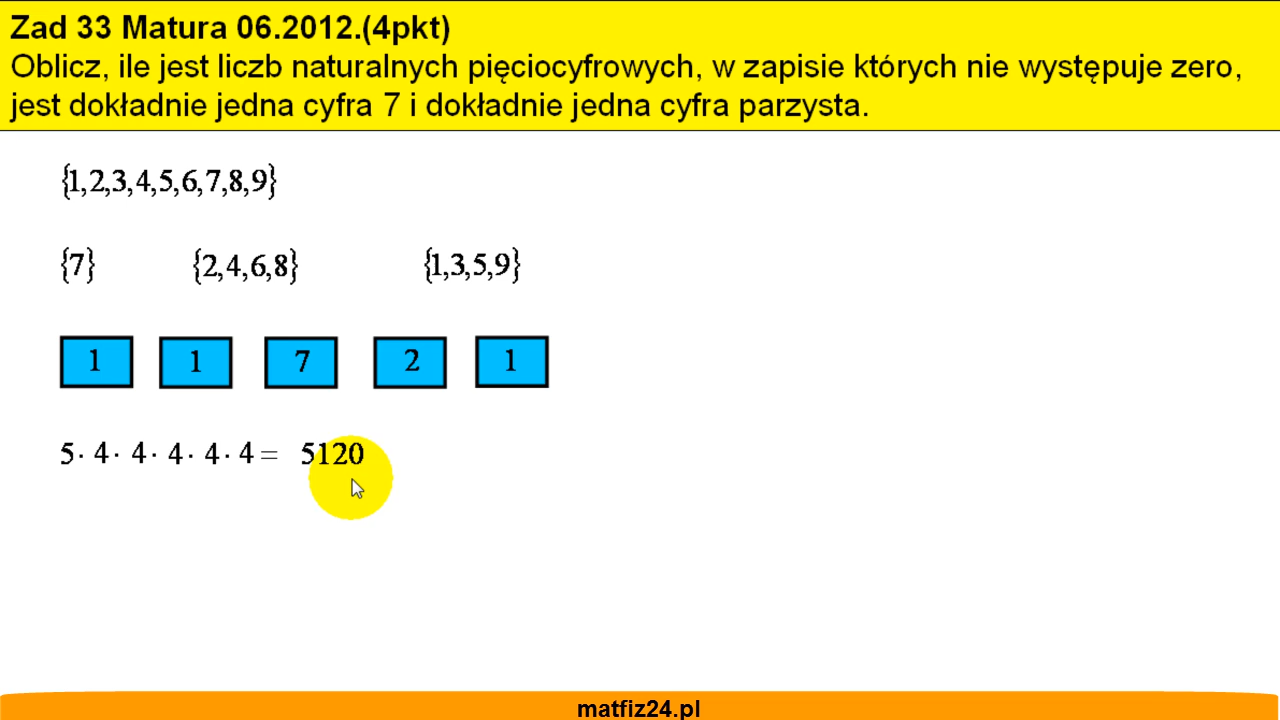 Zad 33 Matura 06.2012.(4pkt)
Oblicz, ile jest liczb naturalnych pięciocyfrowych, w zapisie których nie występuje zero,
jest dokładnie jedna cyfra 7 i dokładnie jedna cyfra parzysta.
{1,2,3,4,5,6,7,8,9}
{7} {2,4,6,8} {1,3,5,9}
1 1 7 2 1
5· 4· 4· 4· 4· 4= 5120
matfiz24.pl